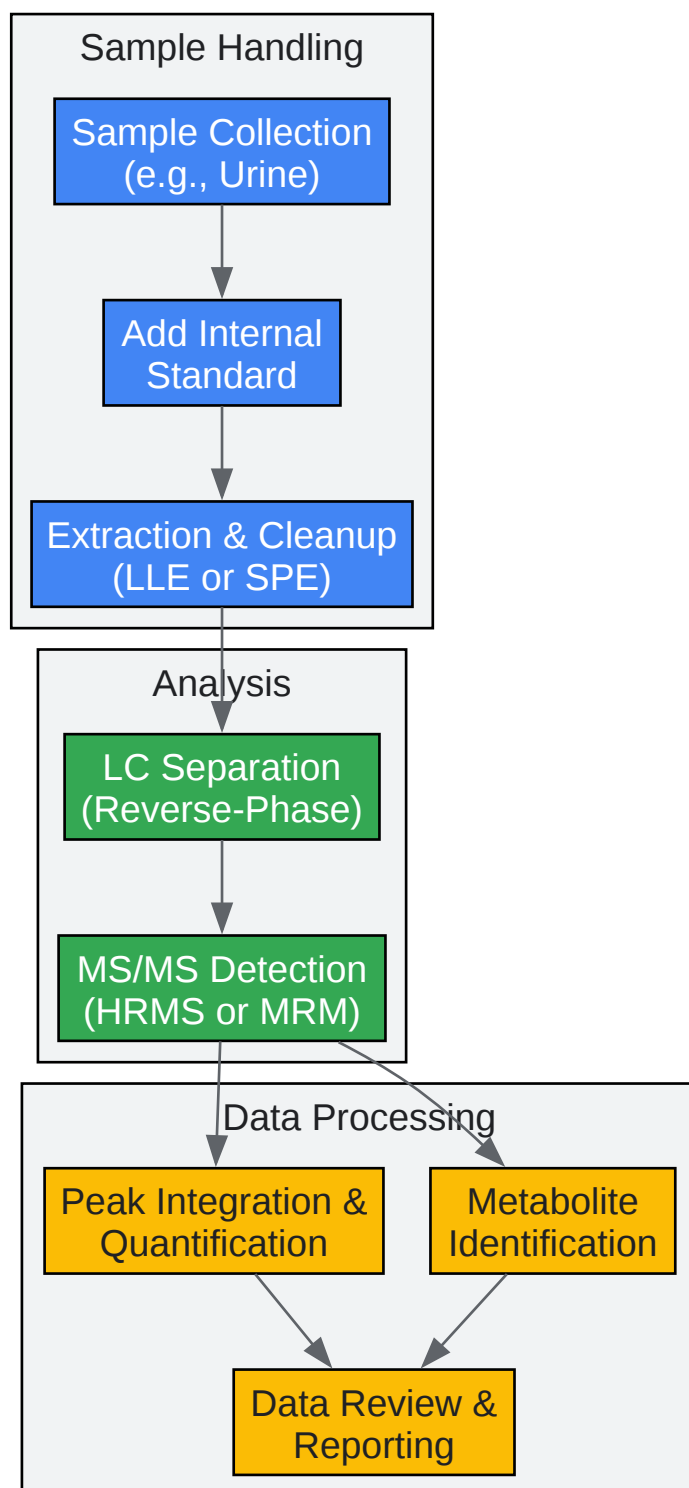 Sample Handling
Sample Collection
(e.g., Urine)
Add Internal
Standard
Extraction & Cleanup
(LLE or SPE)
Analysis
LC Separation
(Reverse-Phase)
MS/MS Detection
(HRMS or MRM)
Data Processing
Peak Integration &
Quantification
Metabolite
Identification
Data Review &
Reporting